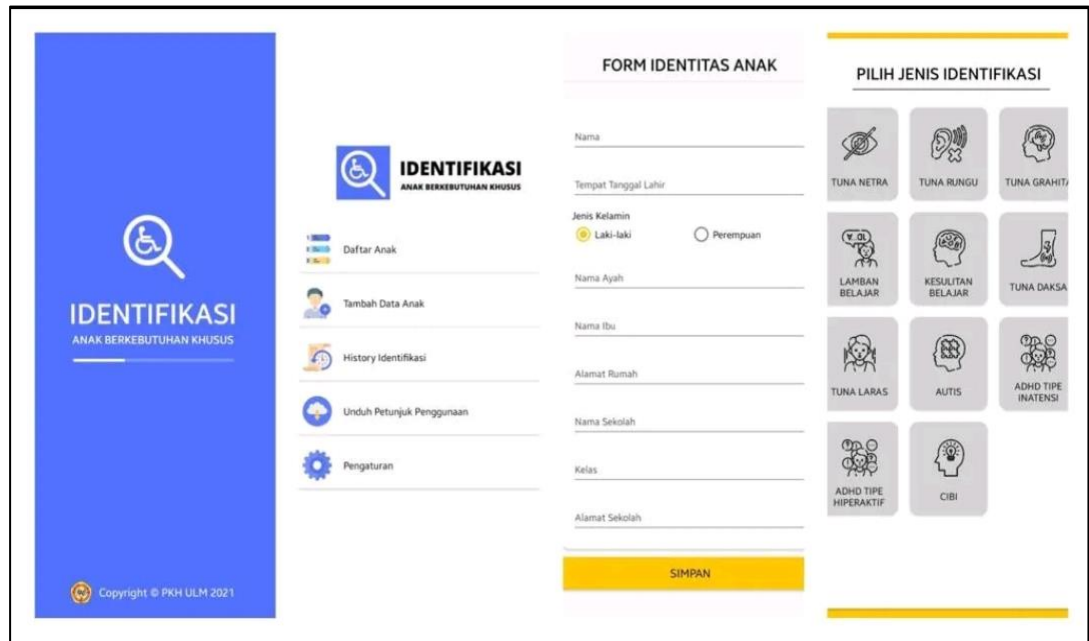 IDENTIFIKASI
ANAK BERKEBUTUHAN KHUSUS
Copyright © PKH ULM 2021
IDENTIFIKASI
ANAK BERKEBUTUHAN KHUSUS
Daftar Anak
Tambah Data Anak
History Identifikasi
Unduh Petunjuk Penggunaan
Pengaturan
FORM IDENTITAS ANAK
Nama
Tempat Tanggal Lahir
Jenis Kelamin
Laki-laki Perempuan
Nama Ayah
Nama Ibu
Alamat Rumah
Nama Sekolah
Kelas
Alamat Sekolah
SIMPAN
PILIH JENIS IDENTIFIKASI
TUNA NETRA TUNA RUNGU TUNA GRAHITA
LAMBAN KESULITAN TUNA DAKSA
BELAJAR BELAJAR
TUNA LARAS AUTIS ADHD TIPE
INATENSI
ADHD TIPE CIBI
HIPERAKTIF